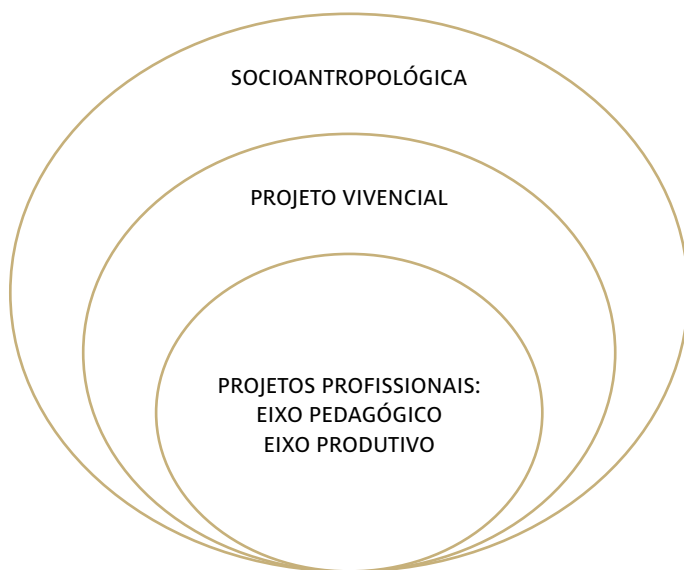 SOCIOANTROPOLÓGICA
PROJETO VIVENCIAL
PROJETOS PROFISSIONAIS:
EIXO PEDAGÓGICO
EIXO PRODUTIVO